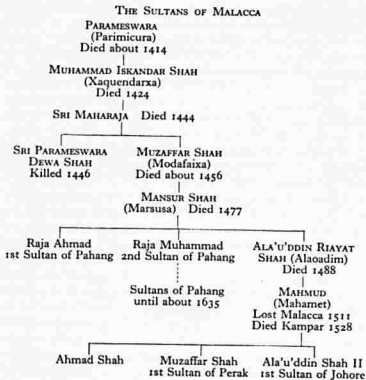 THE SULTANS OF MALACCA
PARAMESWARA
(Parimicura)
Died about 1414
MUHAMMAD ISKANDAR SHAH
(Xaquendarxa)
Died 1424
SRI MAHARAJA Died 1444
SRI PARAMESWARA
DEWA SHAH
Killed 1446
MUZAFFAR SHAH
(Modafaixa)
Died about 1456
MANSUR SHAH
(Marsusa) Died 1477
Raja Ahmad
1st Sultan of Pahang
Raja Muhammad
2nd Sultan of Pahang
Sultans of Pahang
until about 1635
ALA'U'DDIN RIAYAT
SHAH (Alaoadim)
Died 1488
MAHMUD
(Mahamet)
Lost Malacca 1511
Died Kampar 1528
Ahmad Shah
Muzaffar Shah
1st Sultan of Perak
Ala'u'ddin Shah II
1st Sultan of Johore